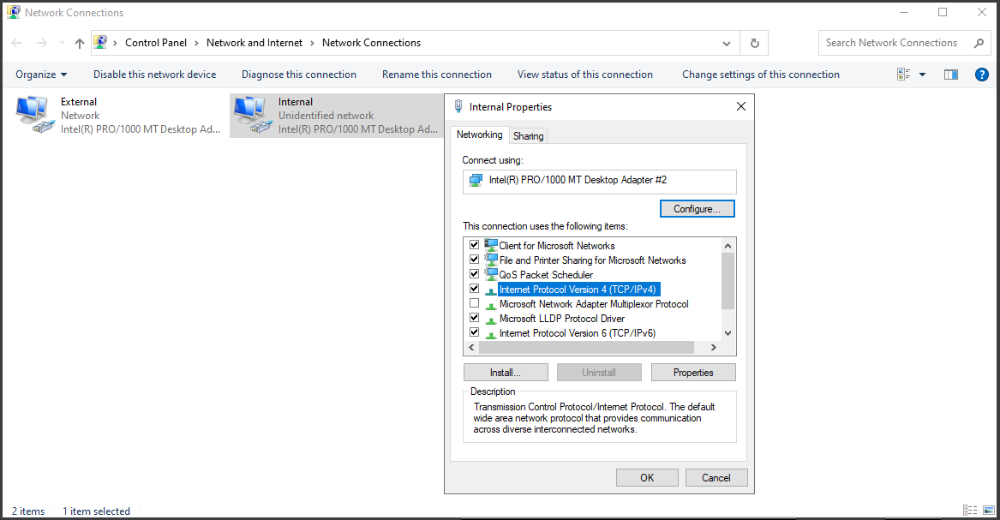 Network Connections
Control Panel > Network and Internet > Network Connections
Search Network Connections
Organize
Disable this network device
Diagnose this connection
Rename this connection
View status of this connection
Change settings of this connection
?
External
Network
Intel(R) PRO/1000 MT Desktop Ad...
Internal
Unidentified network
Intel(R) PRO/1000 MT Desktop Ad...
Internal Properties
Networking
Sharing
Connect using:
Intel(R) PRO/1000 MT Desktop Adapter #2
Configure...
This connection uses the following items:
Client for Microsoft Networks
File and Printer Sharing for Microsoft Networks
QoS Packet Scheduler
Internet Protocol Version 4 (TCP/IPv4)
Microsoft Network Adapter Multiplexor Protocol
Microsoft LLDP Protocol Driver
Internet Protocol Version 6 (TCP/IPv6)
Install...
Uninstall
Properties
Description
Transmission Control Protocol/Internet Protocol. The default
wide area network protocol that provides communication
across diverse interconnected networks.
OK
Cancel
2 items
1 item selected